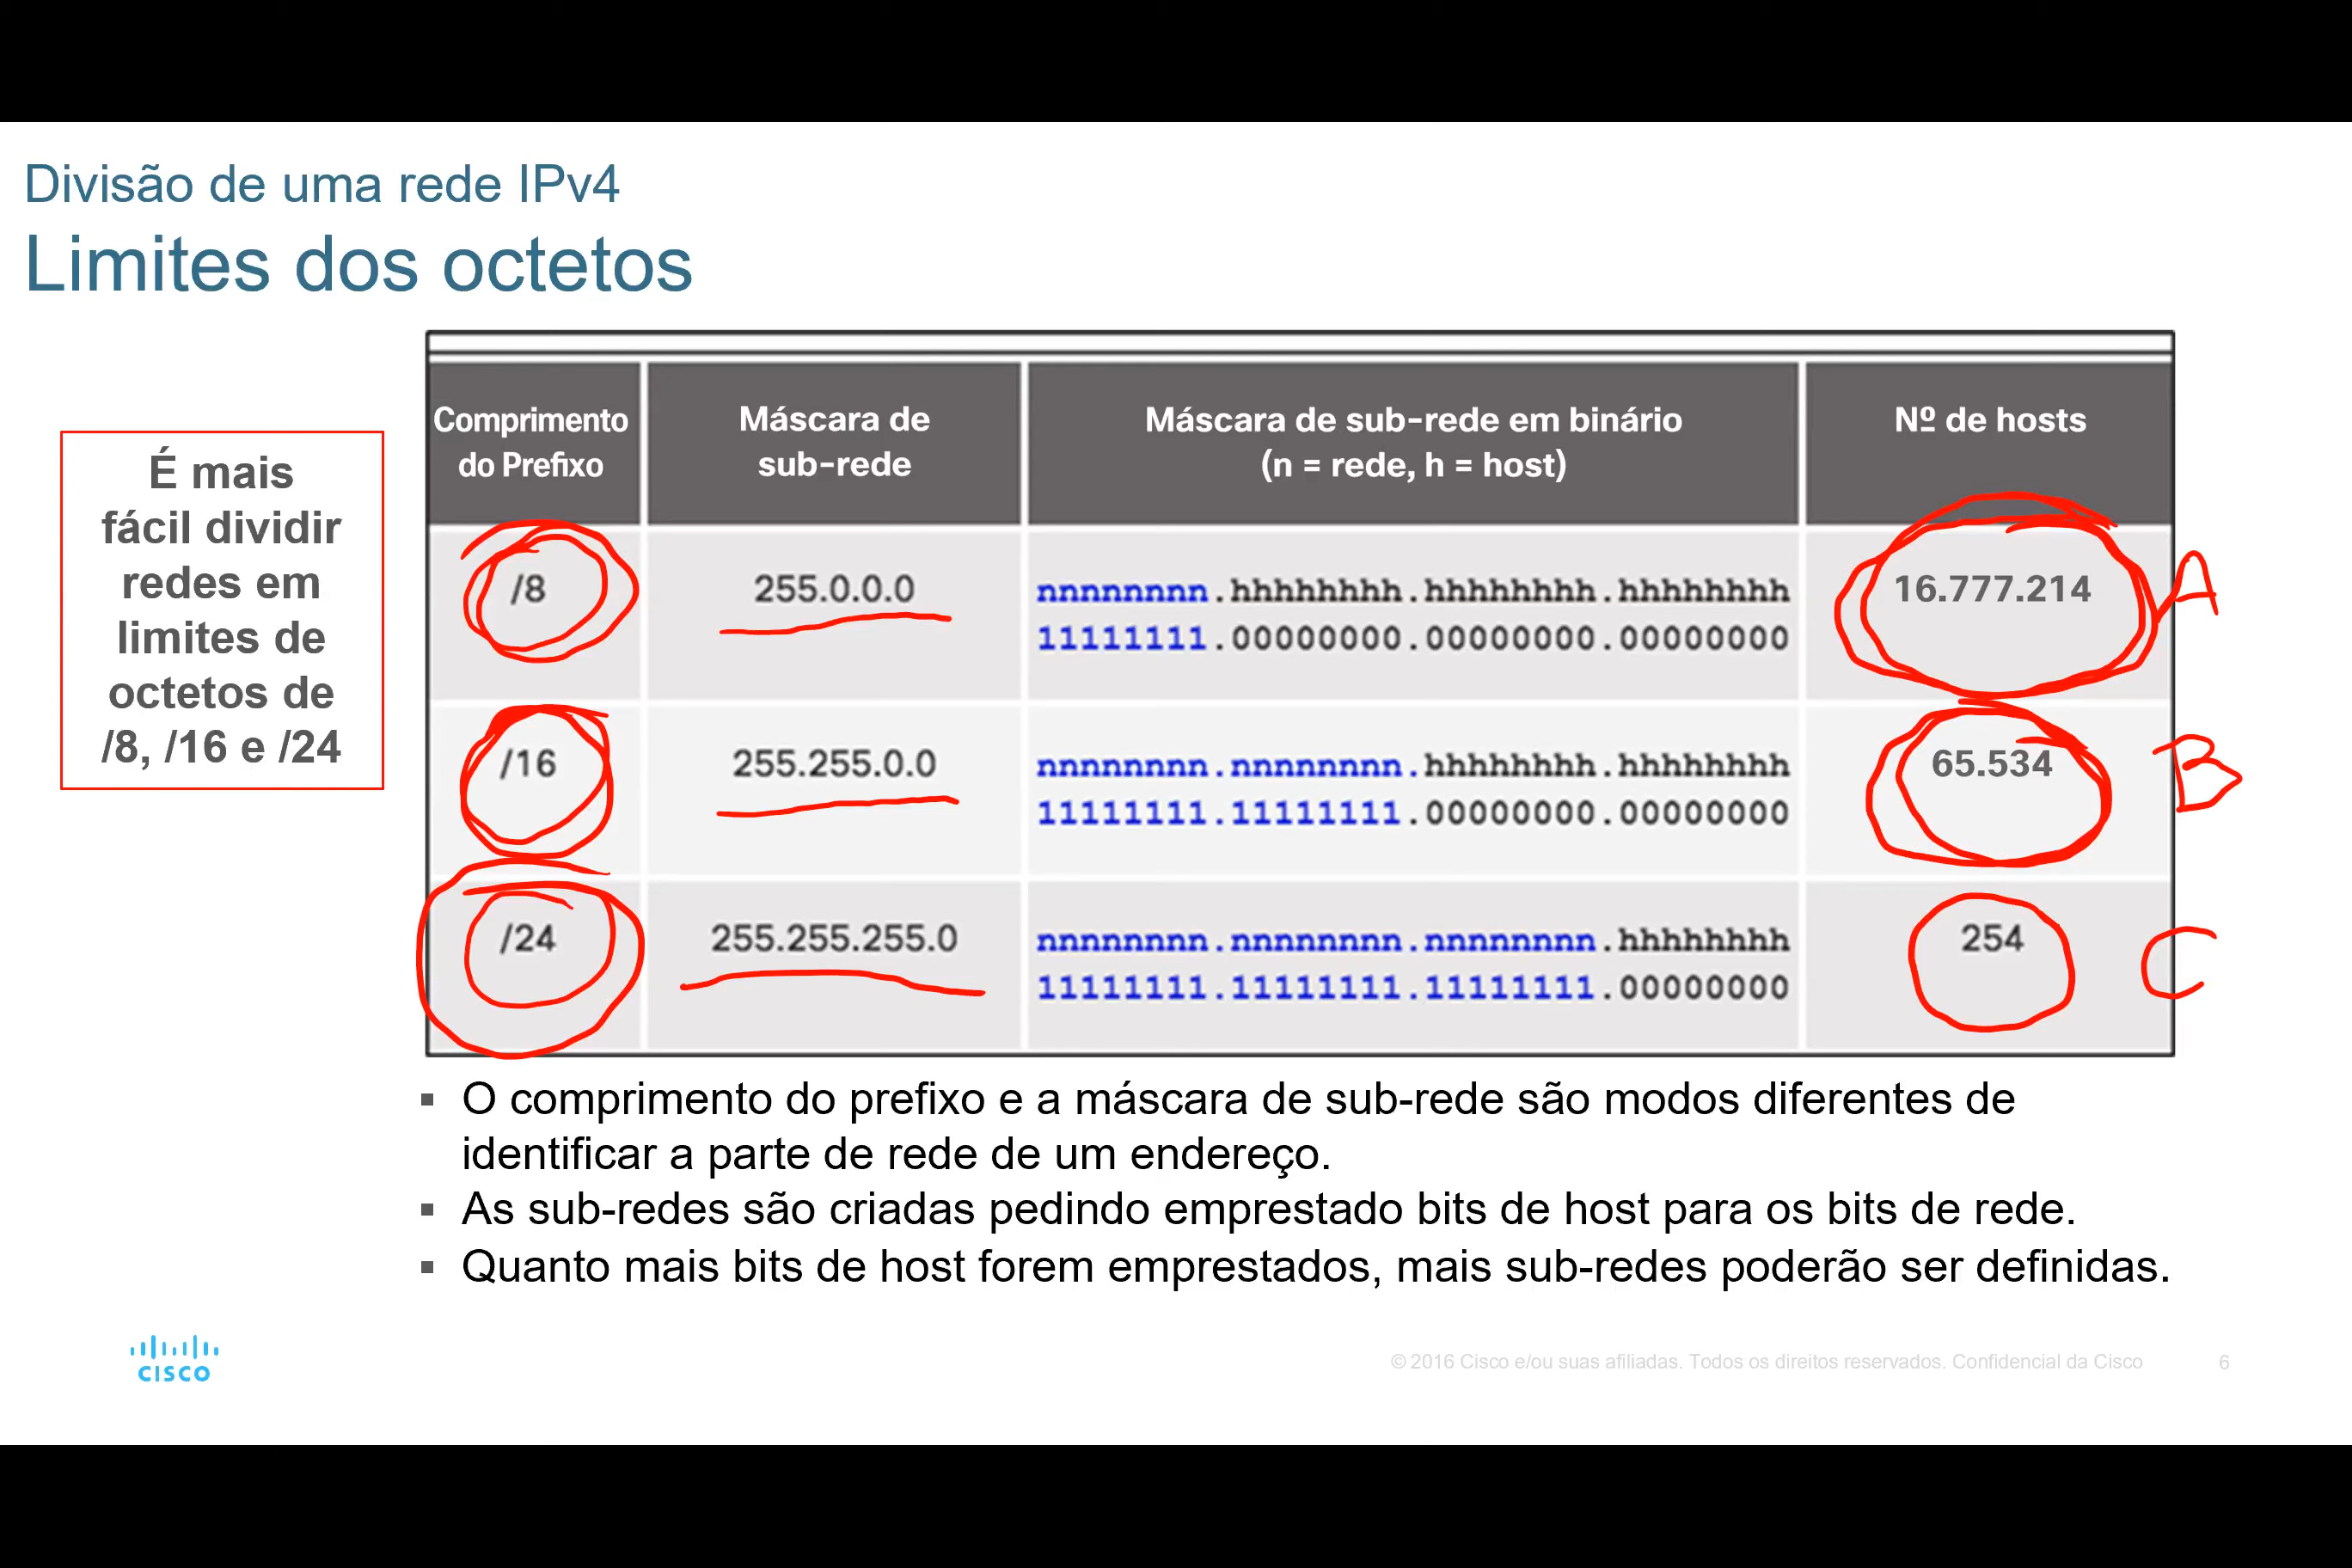 Divisão de uma rede IPv4
Limites dos octetos
É mais
fácil dividir
redes em
limites de
octetos de
/8, /16 e /24
Comprimento do Prefixo Máscara de sub-rede Máscara de sub-rede em binário (n = rede, h = host) Nº de hosts
/8 255.0.0.0 nnnnnnnn.hhhhhhhh.hhhhhhhh.hhhhhhhh 16.777.214 A
11111111.00000000.00000000.00000000
/16 255.255.0.0 nnnnnnnn.nnnnnnnn.hhhhhhhh.hhhhhhhh 65.534 B
11111111.11111111.00000000.00000000
/24 255.255.255.0 nnnnnnnn.nnnnnnnn.nnnnnnnn.hhhhhhhh 254 C
11111111.11111111.11111111.00000000
▪ O comprimento do prefixo e a máscara de sub-rede são modos diferentes de
identificar a parte de rede de um endereço.
▪ As sub-redes são criadas pedindo emprestado bits de host para os bits de rede.
▪ Quanto mais bits de host forem emprestados, mais sub-redes poderão ser definidas.
CISCO
© 2016 Cisco e/ou suas afiliadas. Todos os direitos reservados. Confidencial da Cisco 6